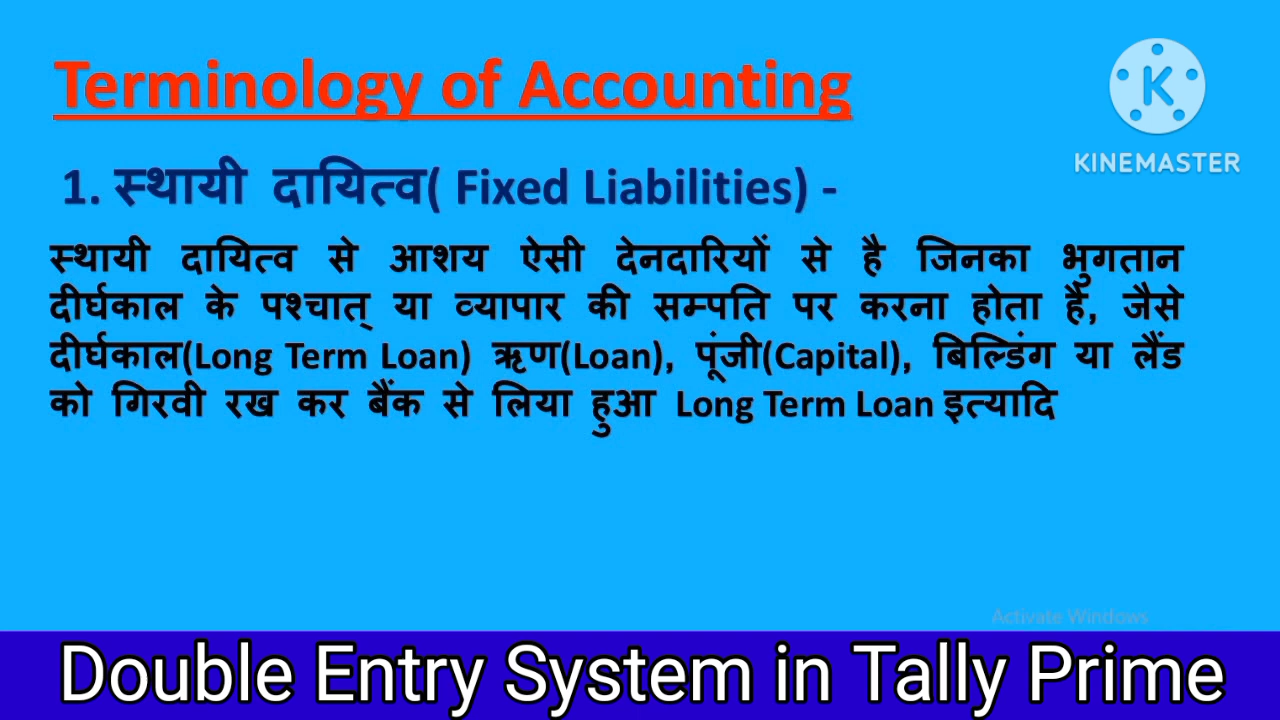 Terminology of Accounting
KINEMASTER
1. स्थायी दायित्व( Fixed Liabilities) -
स्थायी दायित्व से आशय ऐसी देनदारियों से है जिनका भुगतान
दीर्घकाल के पश्चात् या व्यापार की सम्पति पर करना होता है, जैसे
दीर्घकाल(Long Term Loan) ऋण(Loan), पूंजी(Capital), बिल्डिंग या लैंड
को गिरवी रख कर बैंक से लिया हुआ Long Term Loan इत्यादि
Activate Windows
Double Entry System in Tally Prime